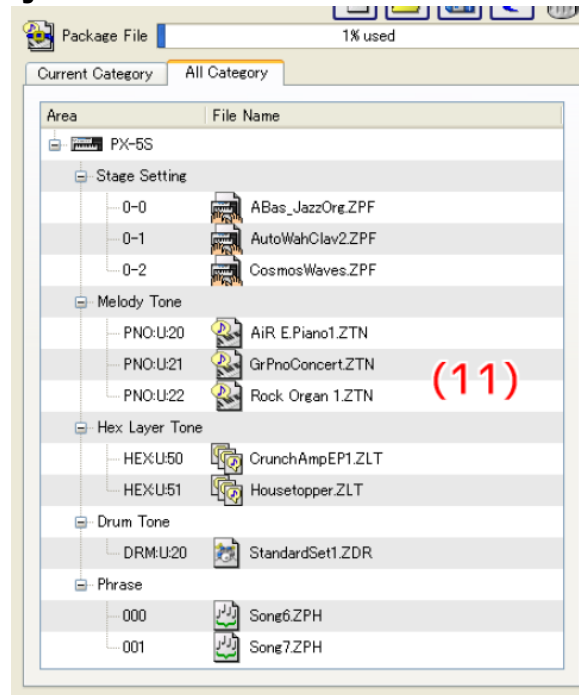 Package File 1% used
Current Category All Category
Area File Name
PX-5S
Stage Setting
0-0 ABas_JazzOrg.ZPF
0-1 AutoWahClav2.ZPF
0-2 CosmosWaves.ZPF
Melody Tone
PNO:U:20 AiR E.Piano1.ZTN
PNO:U:21 GrPnoConcert.ZTN
(11)
PNO:U:22 Rock Organ 1.ZTN
Hex Layer Tone
HEX:U:50 CrunchAmpEP1.ZLT
HEX:U:51 Housetopper.ZLT
Drum Tone
DRM:U:20 StandardSet1.ZDR
Phrase
000 Song6.ZPH
001 Song7.ZPH